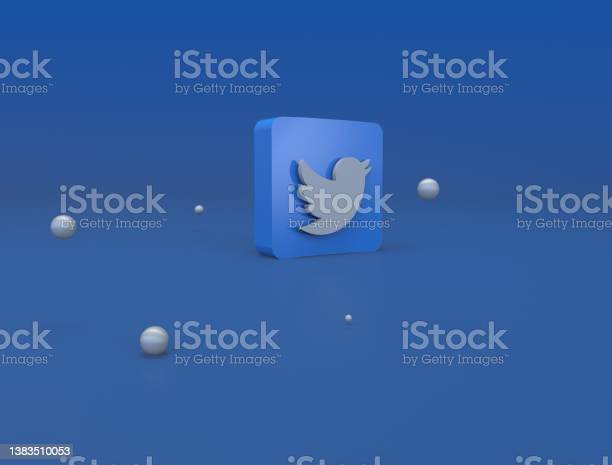 iStock iStock iStock
by Getty Images™ by Getty Images™ by Getty Images™
iStock iStock iStock iStock
by Getty Images™ by Getty Images™ by Getty Images™ by Getty Images™
iStock iStock iStock
by Getty Images™ by Getty Images™ by Getty Images™
1383510053